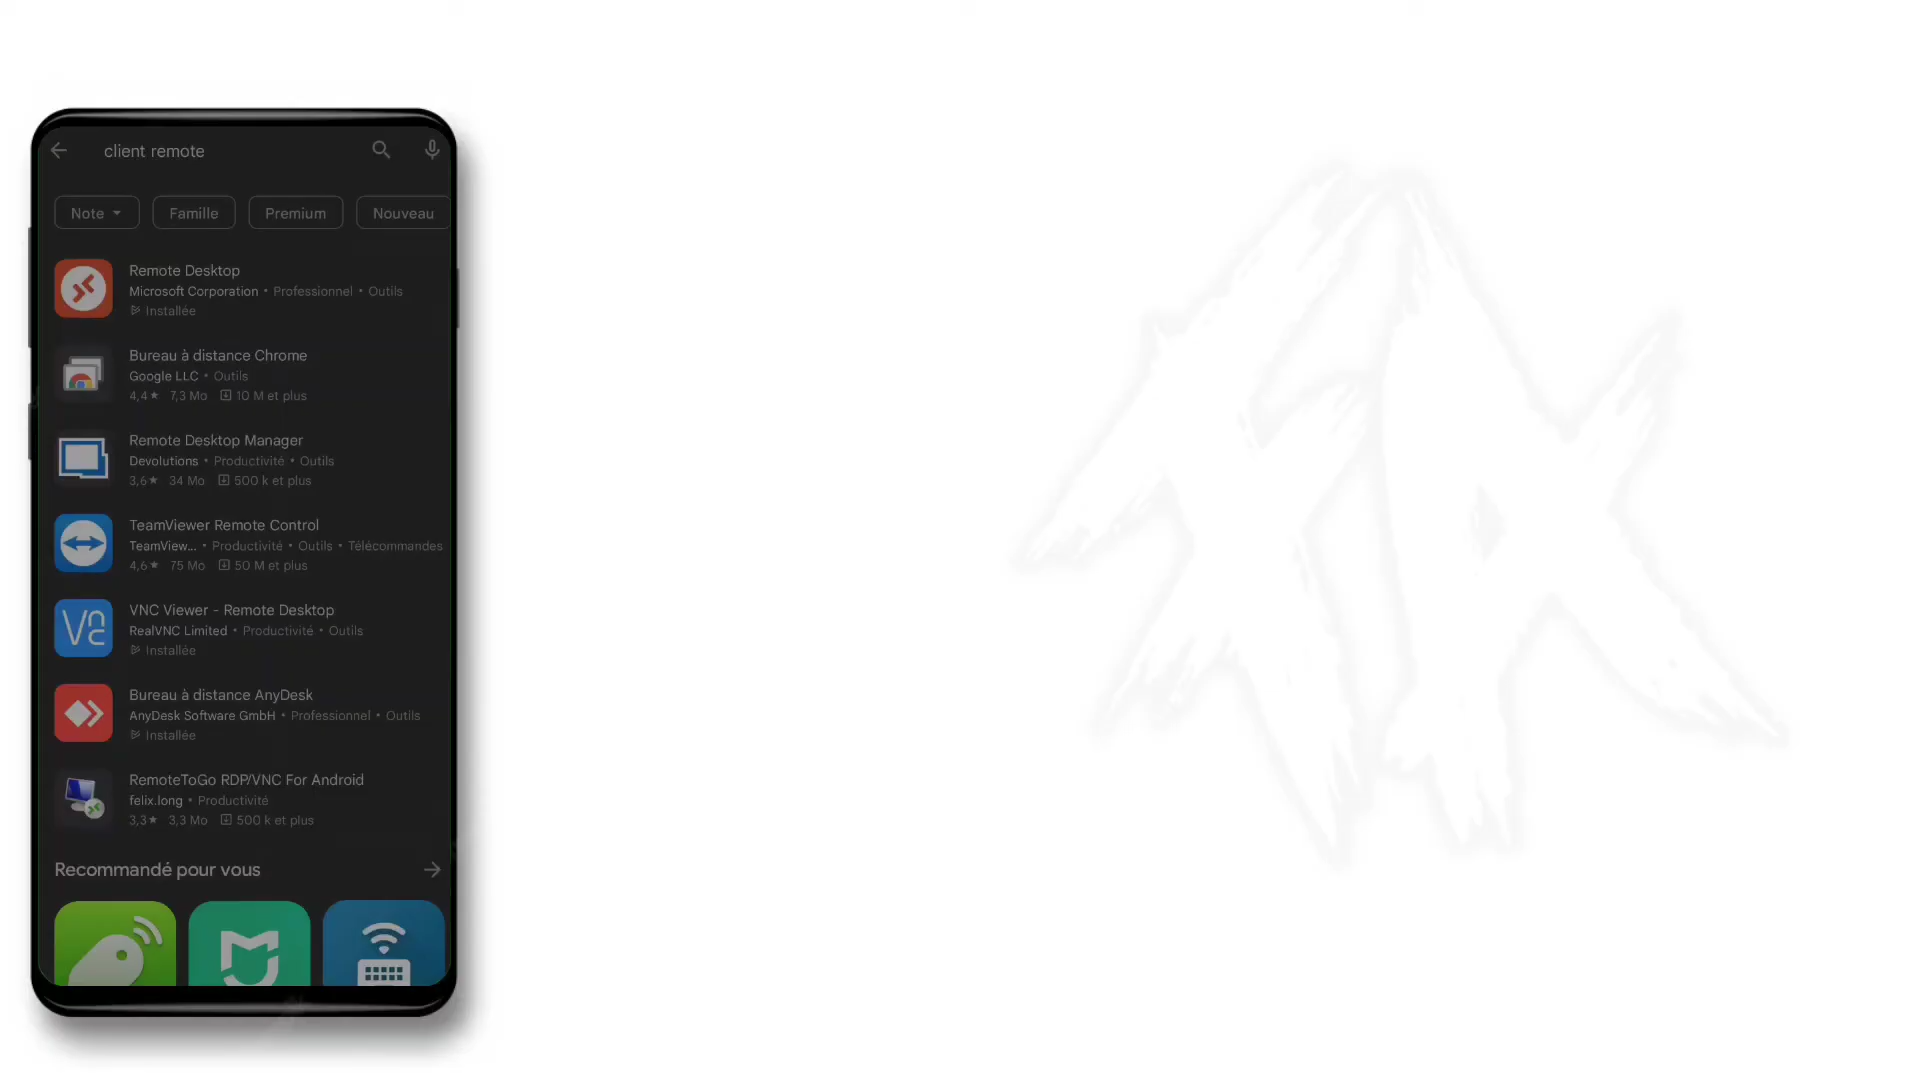 client remote
Note Famille Premium Nouveau
Remote Desktop
Microsoft Corporation • Professionnel • Outils
Installée
Bureau à distance Chrome
Google LLC • Outils
4,4★ 7,3 Mo 10 M et plus
Remote Desktop Manager
Devolutions • Productivité • Outils
3,6★ 34 Mo 500 k et plus
TeamViewer Remote Control
TeamView... • Productivité • Outils • Télécommandes
4,6★ 75 Mo 50 M et plus
VNC Viewer - Remote Desktop
RealVNC Limited • Productivité • Outils
Installée
Bureau à distance AnyDesk
AnyDesk Software GmbH • Professionnel • Outils
Installée
RemoteToGo RDP/VNC For Android
felix.long • Productivité
3,3★ 3,3 Mo 500 k et plus
Recommandé pour vous